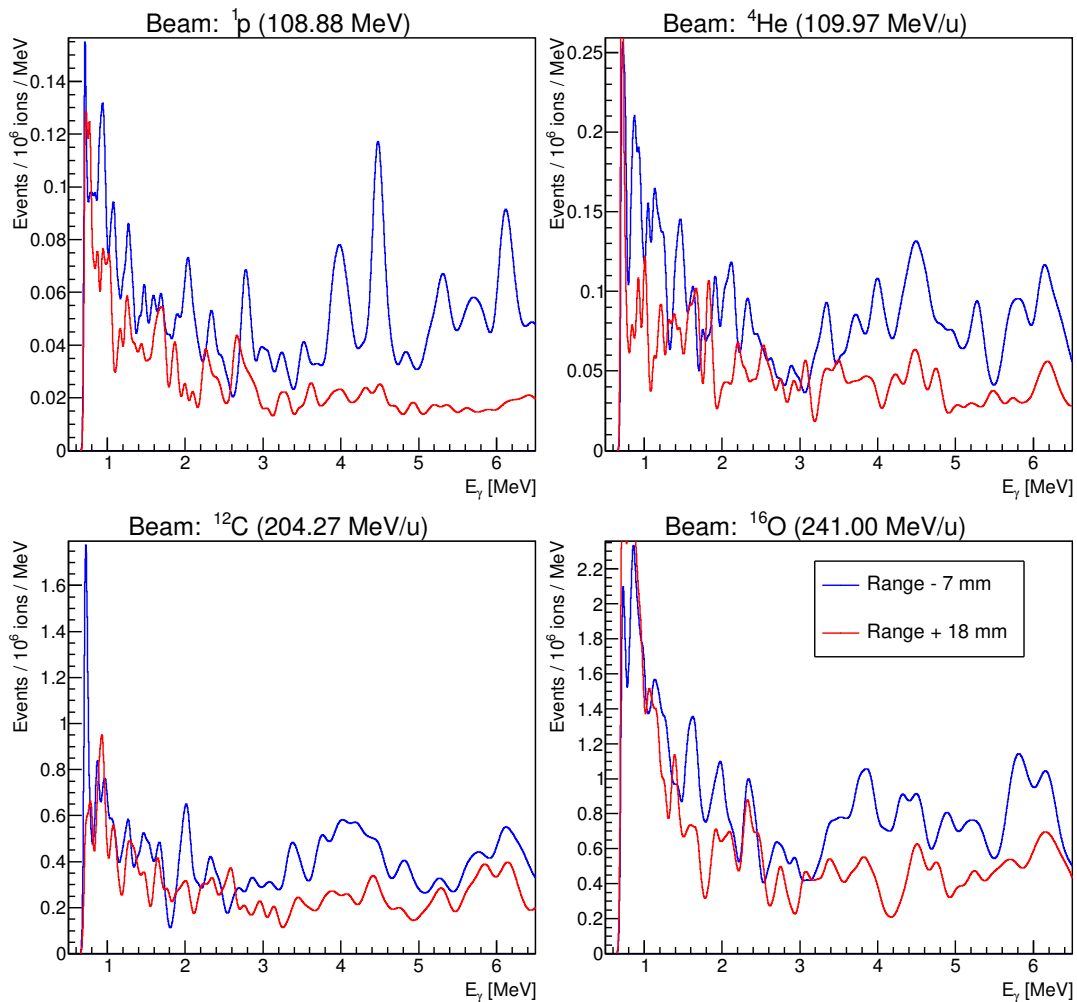 Beam: ¹p (108.88 MeV)
Events / 10⁶ ions / MeV
0.14
0.12
0.1
0.08
0.06
0.04
0.02
0
1 2 3 4 5 6
E_γ [MeV]
Beam: ⁴He (109.97 MeV/u)
Events / 10⁶ ions / MeV
0.25
0.2
0.15
0.1
0.05
0
1 2 3 4 5 6
E_γ [MeV]
Beam: ¹²C (204.27 MeV/u)
Events / 10⁶ ions / MeV
1.6
1.4
1.2
1
0.8
0.6
0.4
0.2
0
1 2 3 4 5 6
E_γ [MeV]
Beam: ¹⁶O (241.00 MeV/u)
Events / 10⁶ ions / MeV
2.2
2
1.8
1.6
1.4
1.2
1
0.8
0.6
0.4
0.2
0
1 2 3 4 5 6
E_γ [MeV]
Range - 7 mm
Range + 18 mm